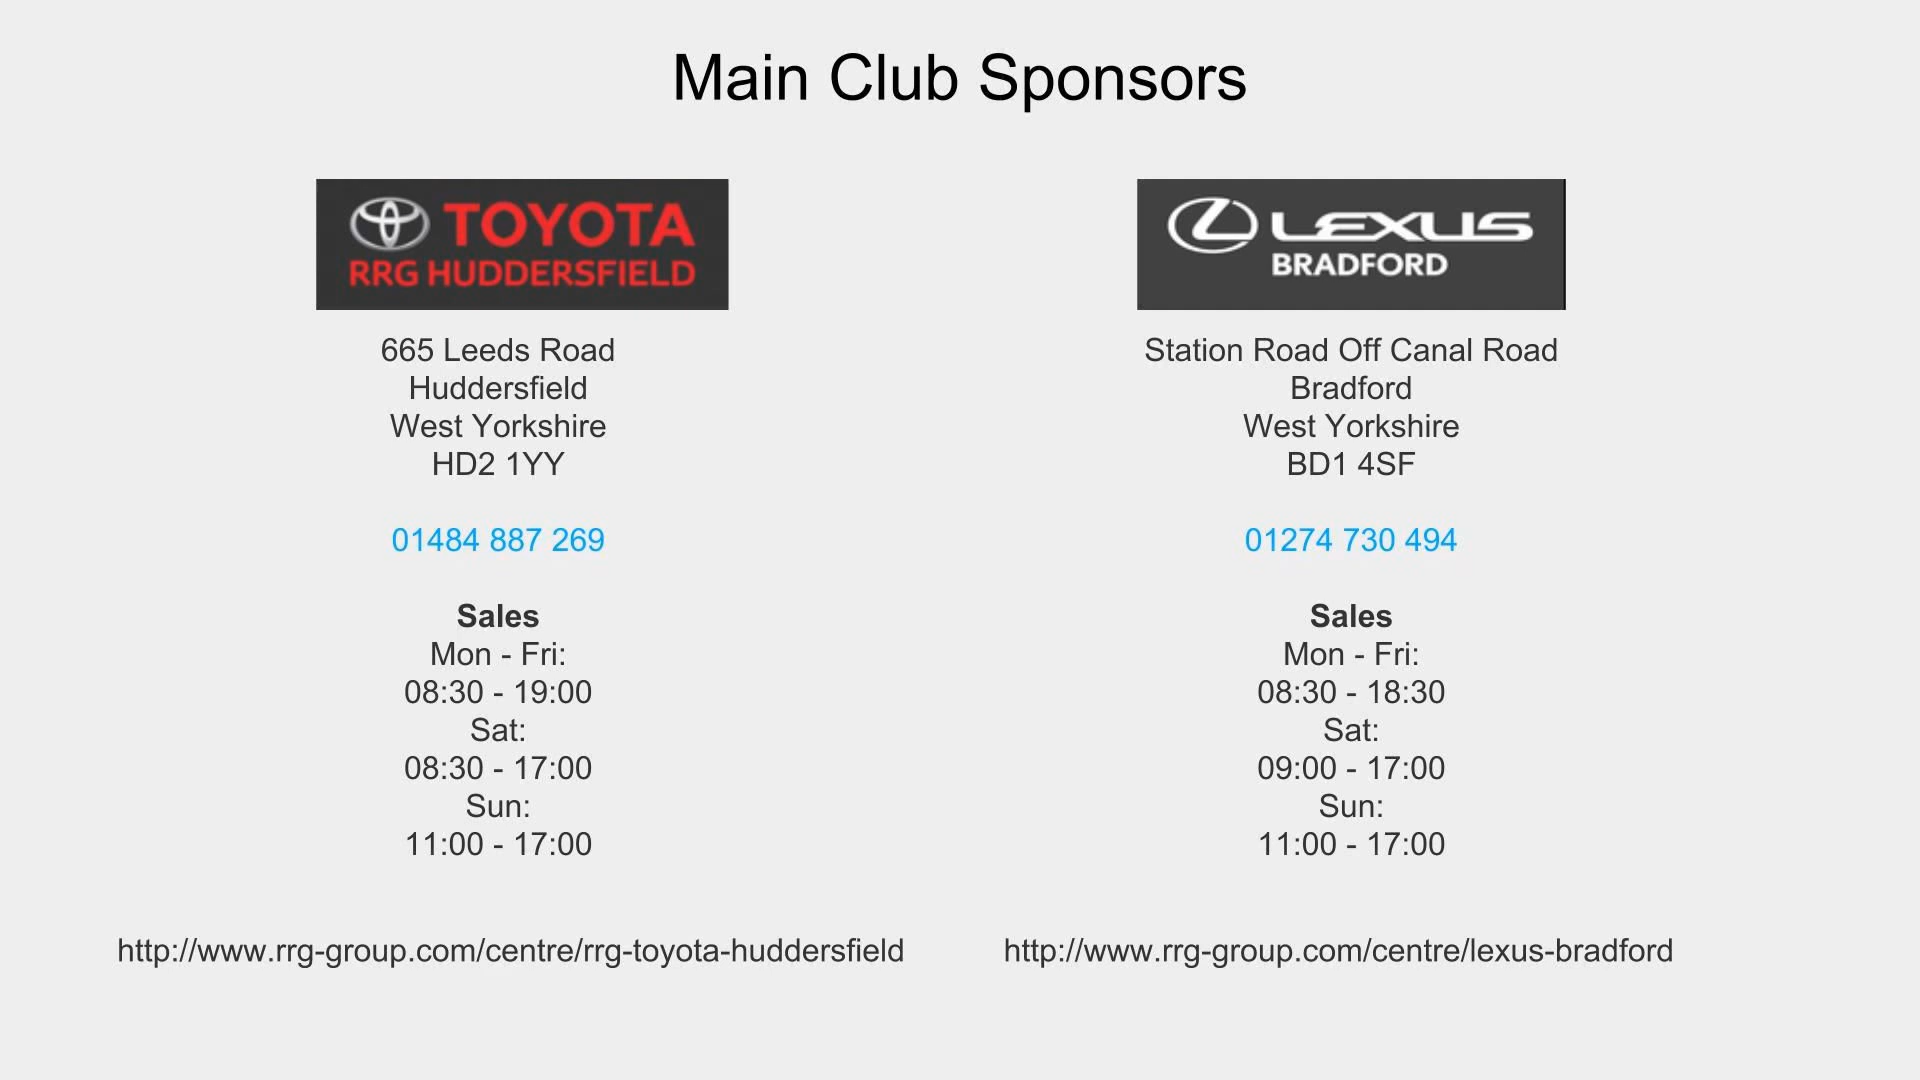 Main Club Sponsors
TOYOTA
RRG HUDDERSFIELD
665 Leeds Road
Huddersfield
West Yorkshire
HD2 1YY
01484 887 269
Sales
Mon - Fri:
08:30 - 19:00
Sat:
08:30 - 17:00
Sun:
11:00 - 17:00
http://www.rrg-group.com/centre/rrg-toyota-huddersfield
LEXUS
BRADFORD
Station Road Off Canal Road
Bradford
West Yorkshire
BD1 4SF
01274 730 494
Sales
Mon - Fri:
08:30 - 18:30
Sat:
09:00 - 17:00
Sun:
11:00 - 17:00
http://www.rrg-group.com/centre/lexus-bradford